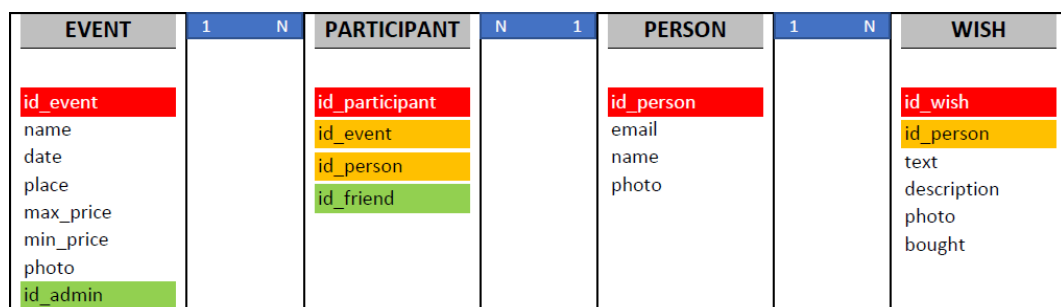 EVENT 1 N PARTICIPANT N 1 PERSON 1 N WISH
id_event id_participant id_person id_wish
name id_event email id_person
date id_person name text
place id_friend photo description
max_price photo
min_price bought
photo
id_admin